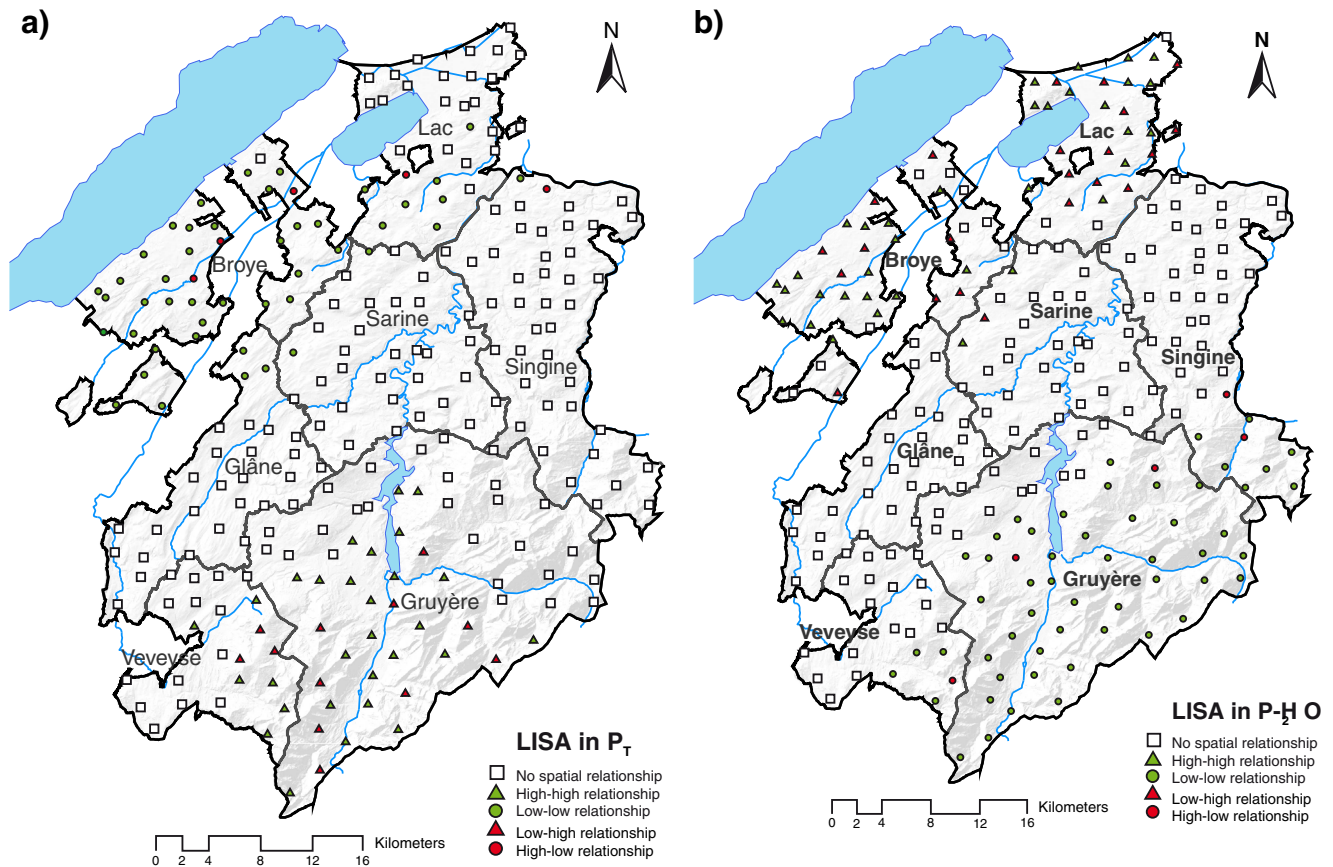 a)
N
Lac
Broye
Sarine
Singine
Glâne
Gruyère
Veveyse
LISA in PT
No spatial relationship
High-high relationship
Low-low relationship
Low-high relationship
High-low relationship
Kilometers
0 2 4 8 12 16
b)
N
Lac
Broye
Sarine
Singine
Glâne
Gruyère
Veveyse
LISA in P-H2O
No spatial relationship
High-high relationship
Low-low relationship
Low-high relationship
High-low relationship
Kilometers
0 2 4 8 12 16